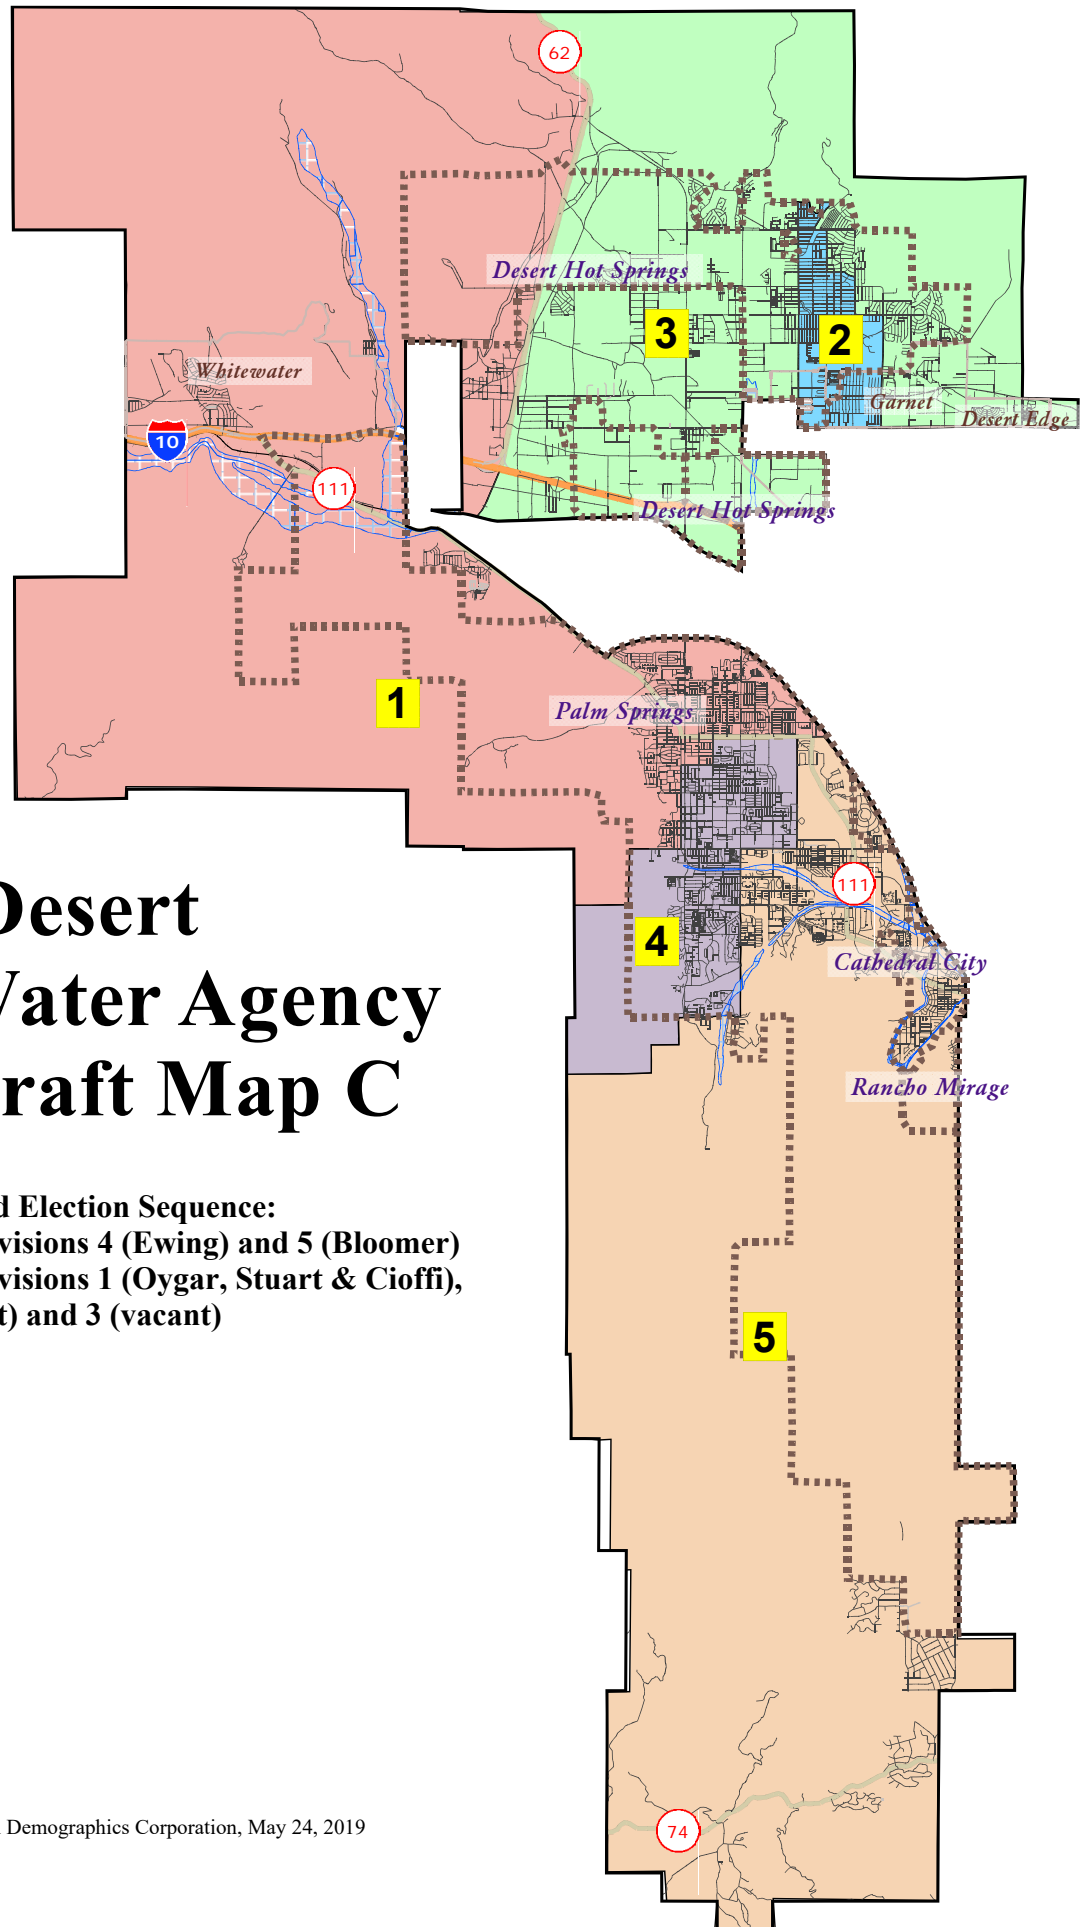 62
Desert Hot Springs
3
2
Whitewater
Garnet
Desert Edge
10
111
Desert Hot Springs
1
Palm Springs
111
4
Cathedral City
Rancho Mirage
5
74
Desert
Water Agency
raft Map C
d Election Sequence:
visions 4 (Ewing) and 5 (Bloomer)
visions 1 (Oygar, Stuart & Cioffi),
t) and 3 (vacant)
Demographics Corporation, May 24, 2019